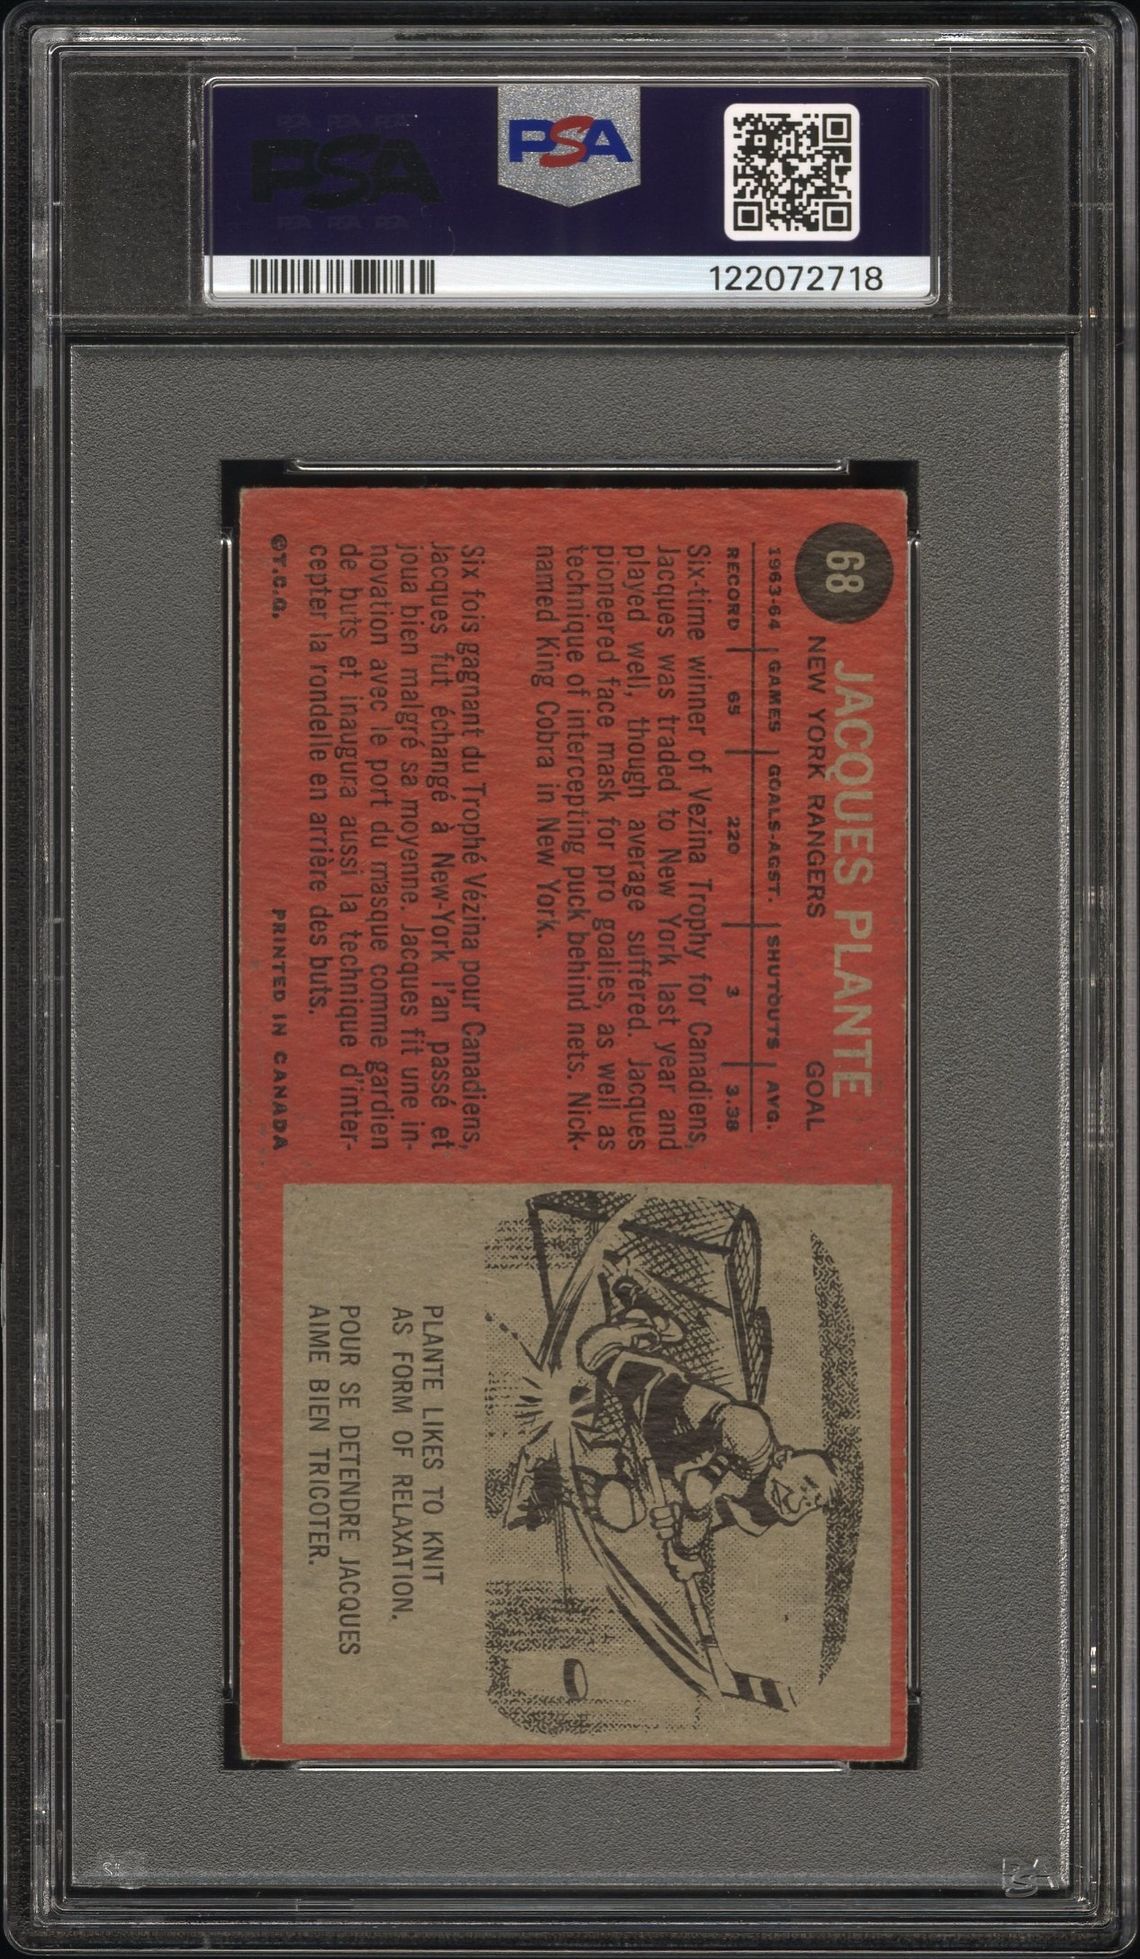 PSA
PSA
122072718
68
JACQUES PLANTE
NEW YORK RANGERS GOAL
1963-64 GAMES GOALS-AGST. SHUTOUTS AVG.
RECORD 65 220 3 3.38
Six-time winner of Vezina Trophy for Canadiens,
Jacques was traded to New York last year and
played well, though average suffered. Jacques
pioneered face mask for pro goalies, as well as
technique of intercepting puck behind nets. Nick-
named King Cobra in New York.
Six fois gagnant du Trophé Vézina pour Canadiens,
Jacques fut échangé à New-York l'an passé et
joua bien malgré sa moyenne. Jacques fit une in-
novation avec le port du masque comme gardien
de buts et inaugura aussi la technique d'inter-
cepter la rondelle en arrière des buts.
©T.C.G. PRINTED IN CANADA
PLANTE LIKES TO KNIT
AS FORM OF RELAXATION.
POUR SE DETENDRE JACQUES
AIME BIEN TRICOTER.